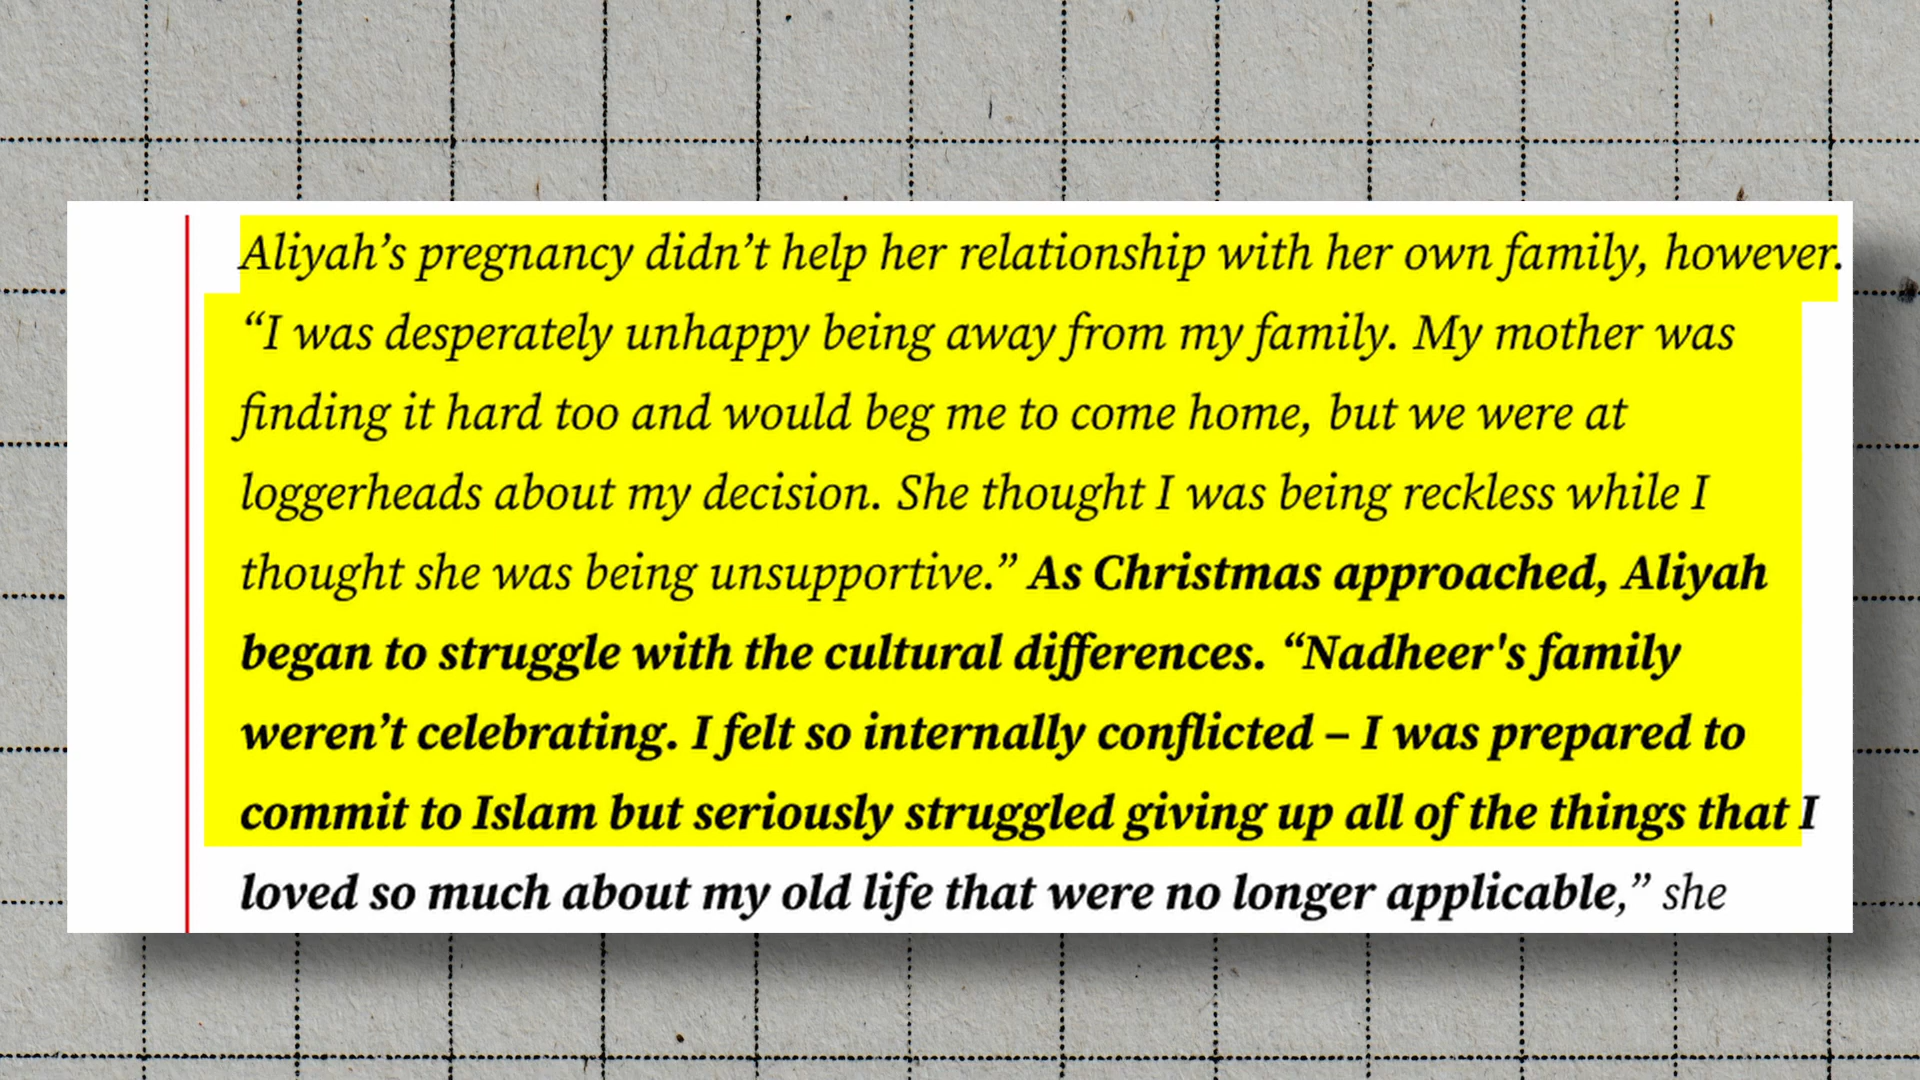 Aliyah’s pregnancy didn’t help her relationship with her own family, however.
“I was desperately unhappy being away from my family. My mother was
finding it hard too and would beg me to come home, but we were at
loggerheads about my decision. She thought I was being reckless while I
thought she was being unsupportive.” As Christmas approached, Aliyah
began to struggle with the cultural differences. “Nadheer's family
weren’t celebrating. I felt so internally conflicted – I was prepared to
commit to Islam but seriously struggled giving up all of the things that I
loved so much about my old life that were no longer applicable,” she